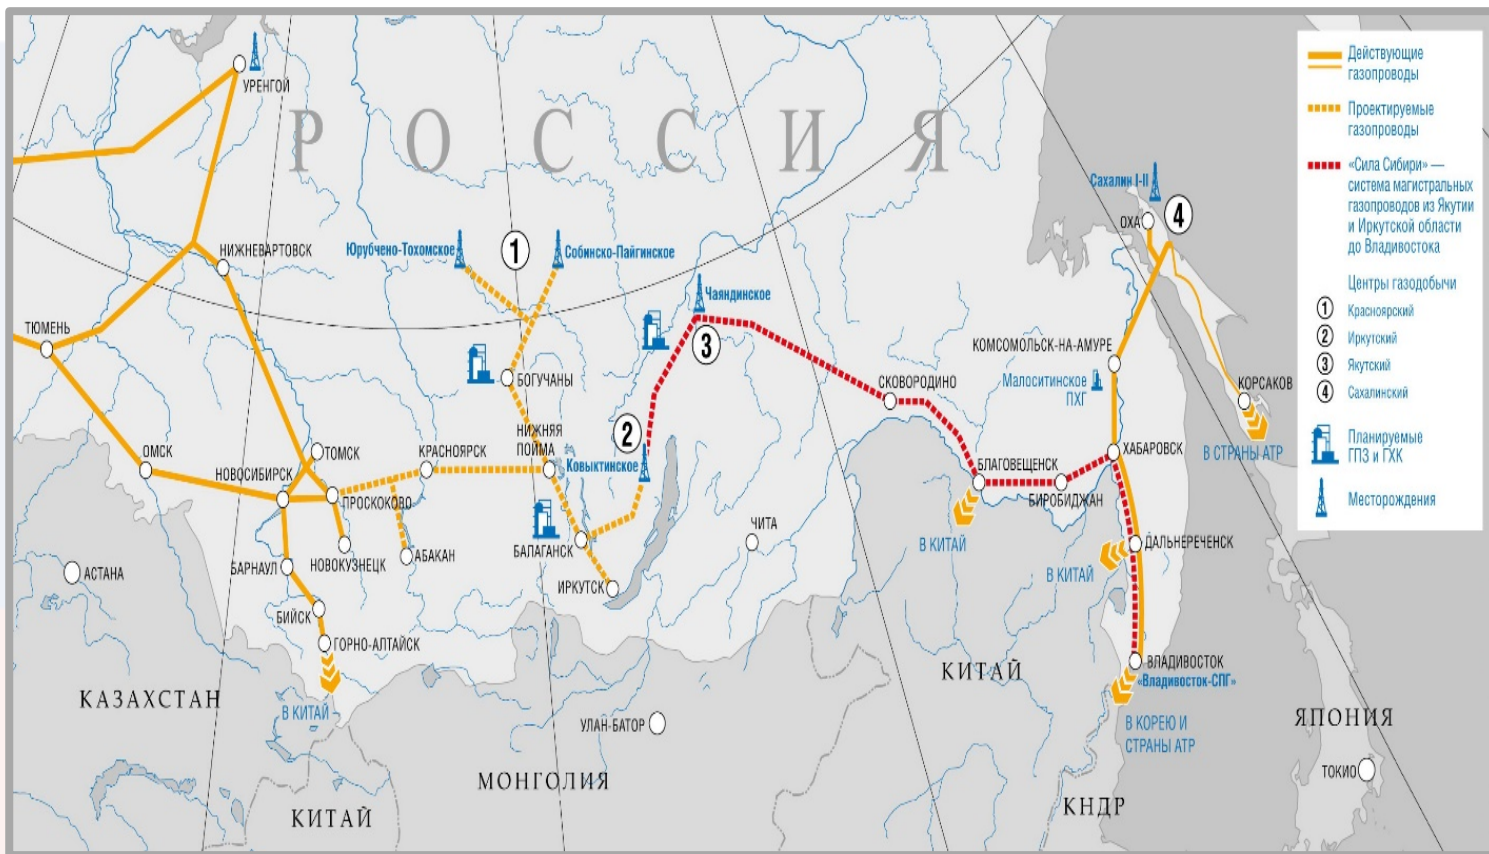 РОССИЯ
УРЕНГОЙ
НИЖНЕВАРТОВСК
ТЮМЕНЬ
ОМСК
НОВОСИБИРСК
ТОМСК
ПРОСКОКОВО
НОВОКУЗНЕЦК
БАРНАУЛ
БИЙСК
ГОРНО-АЛТАЙСК
В КИТАЙ
АСТАНА
КАЗАХСТАН
КИТАЙ
Юрубчено-Тохомское
1
Собинско-Пайгинское
БОГУЧАНЫ
КРАСНОЯРСК
НИЖНЯЯ
ПОЙМА
АБАКАН
2
Ковыктинское
БАЛАГАНСК
ИРКУТСК
ЧИТА
УЛАН-БАТОР
МОНГОЛИЯ
Чаяндинское
3
СКОВОРОДИНО
БЛАГОВЕЩЕНСК
В КИТАЙ
БИРОБИДЖАН
Сахалин I-II
ОХА
4
КОМСОМОЛЬСК-НА-АМУРЕ
Малоситинское
ПХГ
ХАБАРОВСК
КОРСАКОВ
В СТРАНЫ АТР
ДАЛЬНЕРЕЧЕНСК
В КИТАЙ
ВЛАДИВОСТОК
«Владивосток-СПГ»
В КОРЕЮ И
СТРАНЫ АТР
КИТАЙ
КНДР
ЯПОНИЯ
ТОКИО
Действующие
газопроводы
Проектируемые
газопроводы
«Сила Сибири» —
система магистральных
газопроводов из Якутии
и Иркутской области
до Владивостока
Центры газодобычи
1 Красноярский
2 Иркутский
3 Якутский
4 Сахалинский
Планируемые
ГПЗ и ГХК
Месторождения